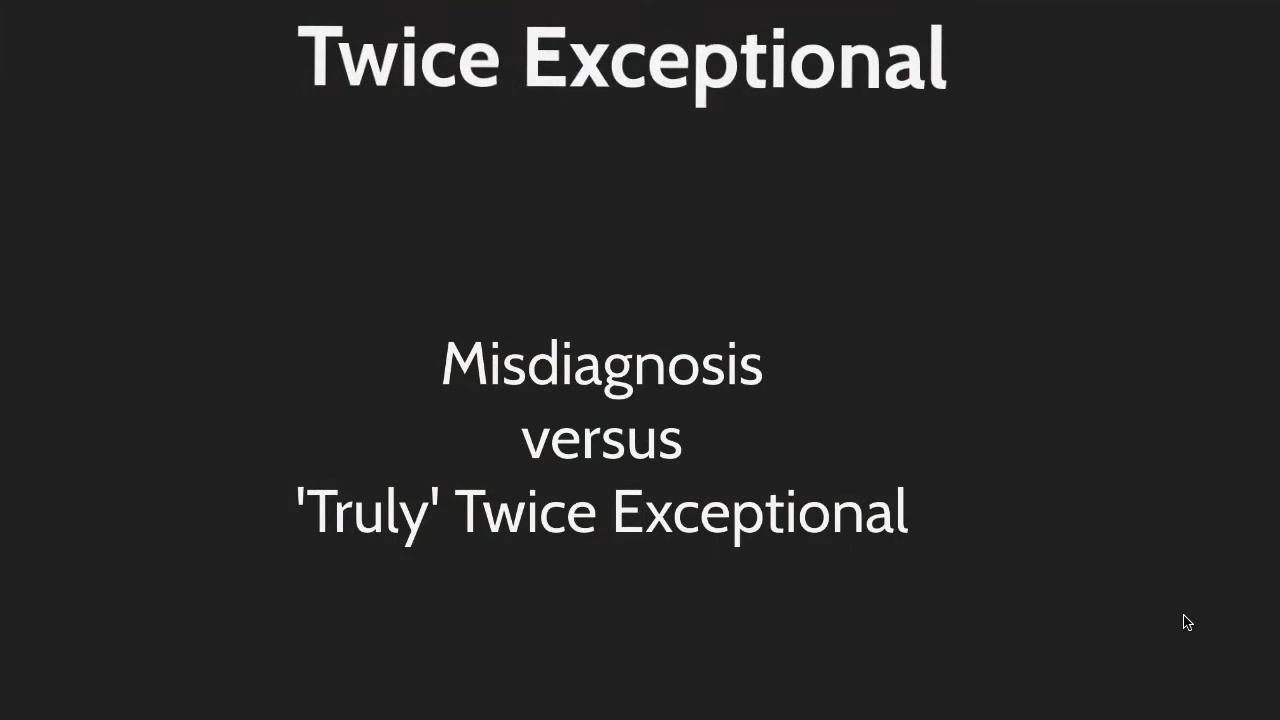 Twice Exceptional
Misdiagnosis
versus
'Truly' Twice Exceptional